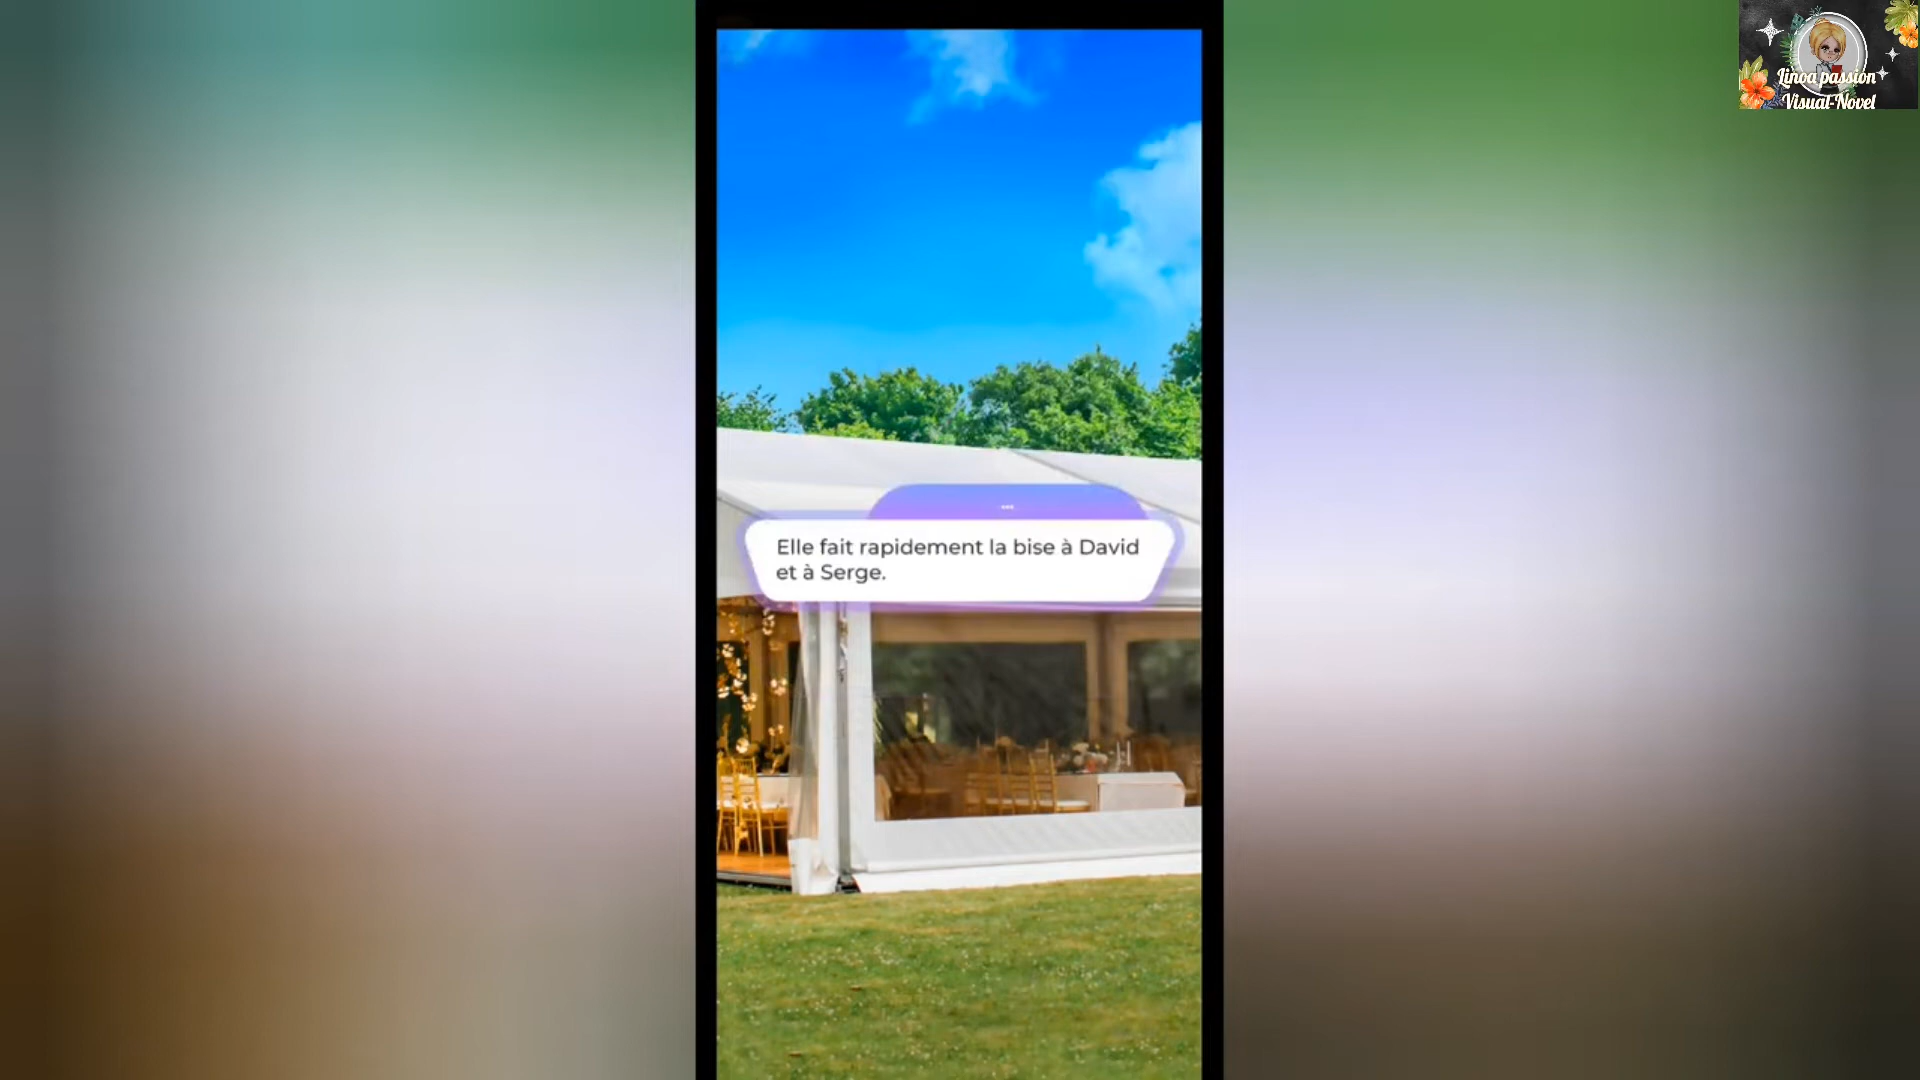 Linoa passion
Visual-Novel
...
Elle fait rapidement la bise à David
et à Serge.